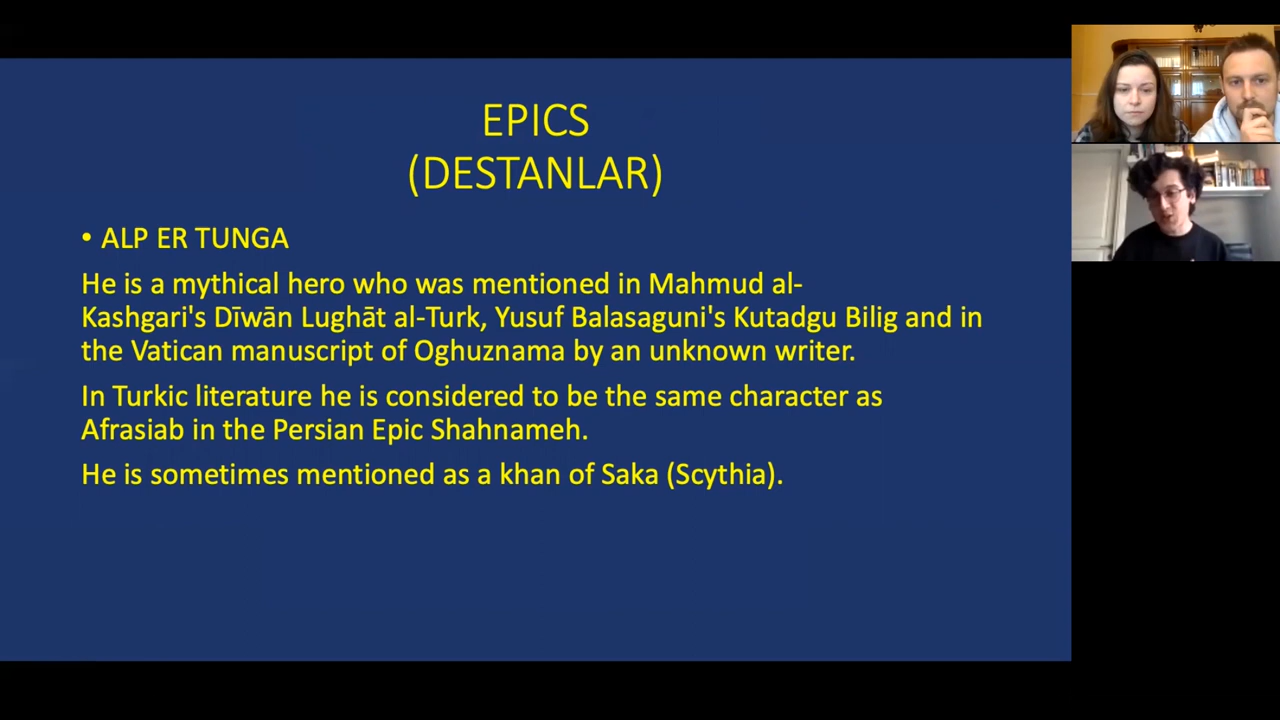 EPICS
(DESTANLAR)
• ALP ER TUNGA
He is a mythical hero who was mentioned in Mahmud al-
Kashgari's Dīwān Lughāt al-Turk, Yusuf Balasaguni's Kutadgu Bilig and in
the Vatican manuscript of Oghuznama by an unknown writer.
In Turkic literature he is considered to be the same character as
Afrasiab in the Persian Epic Shahnameh.
He is sometimes mentioned as a khan of Saka (Scythia).